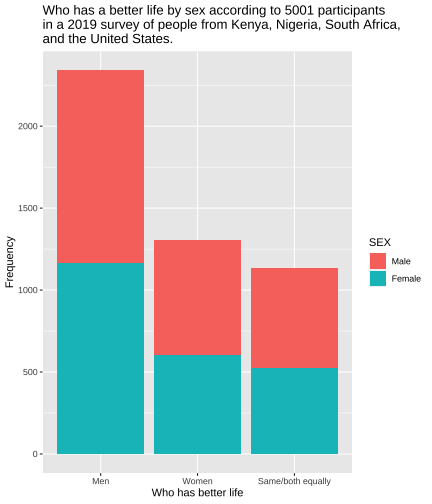 Who has a better life by sex according to 5001 participants
in a 2019 survey of people from Kenya, Nigeria, South Africa,
and the United States.
2000
1500
1000
500
0
Frequency
Men
Women
Same/both equally
Who has better life
SEX
Male
Female